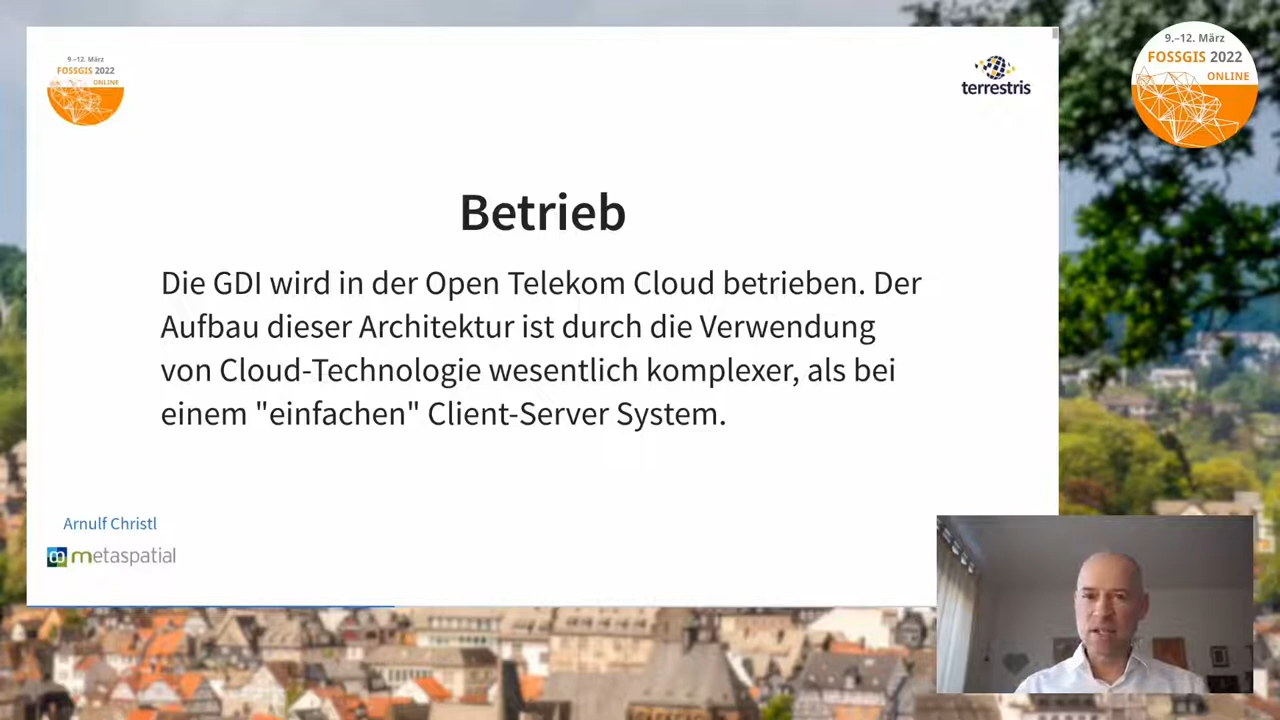 9.–12. März
FOSSGIS 2022
ONLINE
terrestris
9.–12. März
FOSSGIS 2022
ONLINE
Betrieb
Die GDI wird in der Open Telekom Cloud betrieben. Der
Aufbau dieser Architektur ist durch die Verwendung
von Cloud-Technologie wesentlich komplexer, als bei
einem "einfachen" Client-Server System.
Arnulf Christl
metaspatial